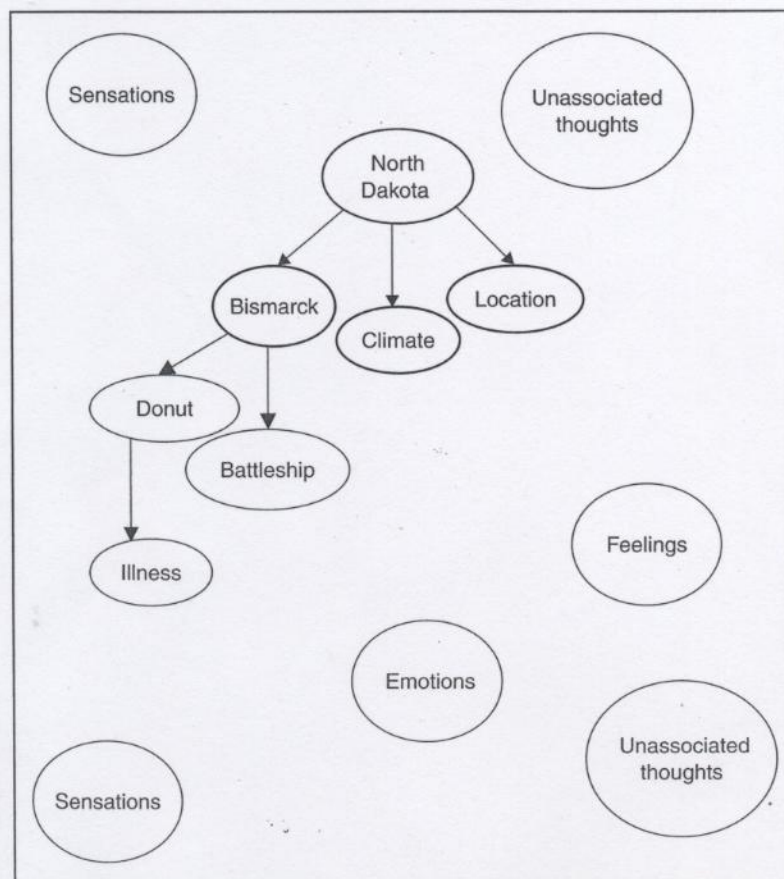 Sensations
Unassociated
thoughts
North
Dakota
Bismarck
Location
Climate
Donut
Battleship
Feelings
Illness
Emotions
Unassociated
thoughts
Sensations